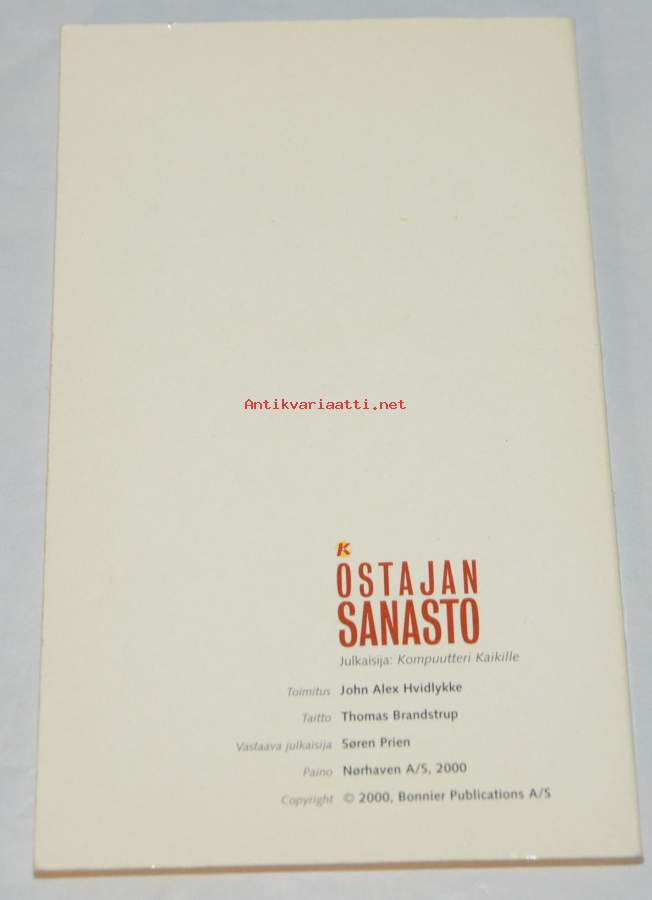 Antikvariaatti.net
K
OSTAJAN
SANASTO
Julkaisija: Kompuutteri Kaikille
Toimitus John Alex Hvidlykke
Taitto Thomas Brandstrup
Vastaava julkaisija Søren Prien
Paino Nørhaven A/S, 2000
Copyright © 2000, Bonnier Publications A/S